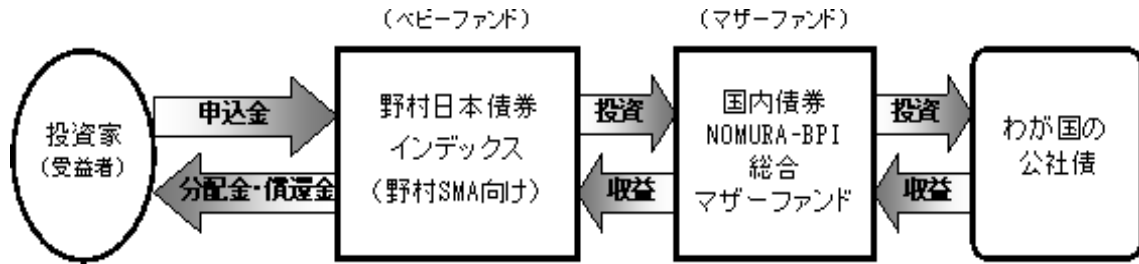 (ベビーファンド)
(マザーファンド)
投資家
(受益者)
申込金
分配金・償還金
野村日本債券
インデックス
(野村SMA向け)
投資
収益
国内債券
NOMURA-BPI
総合
マザーファンド
投資
収益
わが国の
公社債